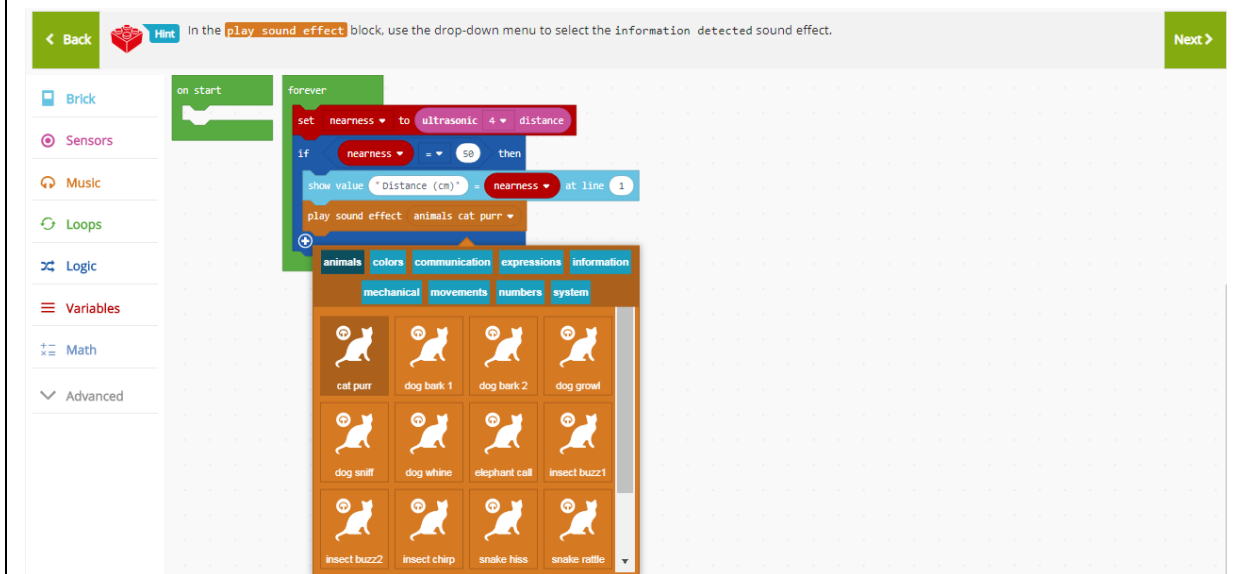 Back
Hint In the play sound effect block, use the drop-down menu to select the information detected sound effect.
Next
Brick
Sensors
Music
Loops
Logic
Variables
Math
Advanced
on start
forever
set nearness to ultrasonic 4 distance
if nearness = 50 then
show value "Distance (cm)" = nearness at line 1
play sound effect animals cat purr
animals colors communication expressions information
mechanical movements numbers system
cat purr dog bark 1 dog bark 2 dog growl
dog sniff dog whine elephant call insect buzz1
insect buzz2 insect chirp snake hiss snake rattle